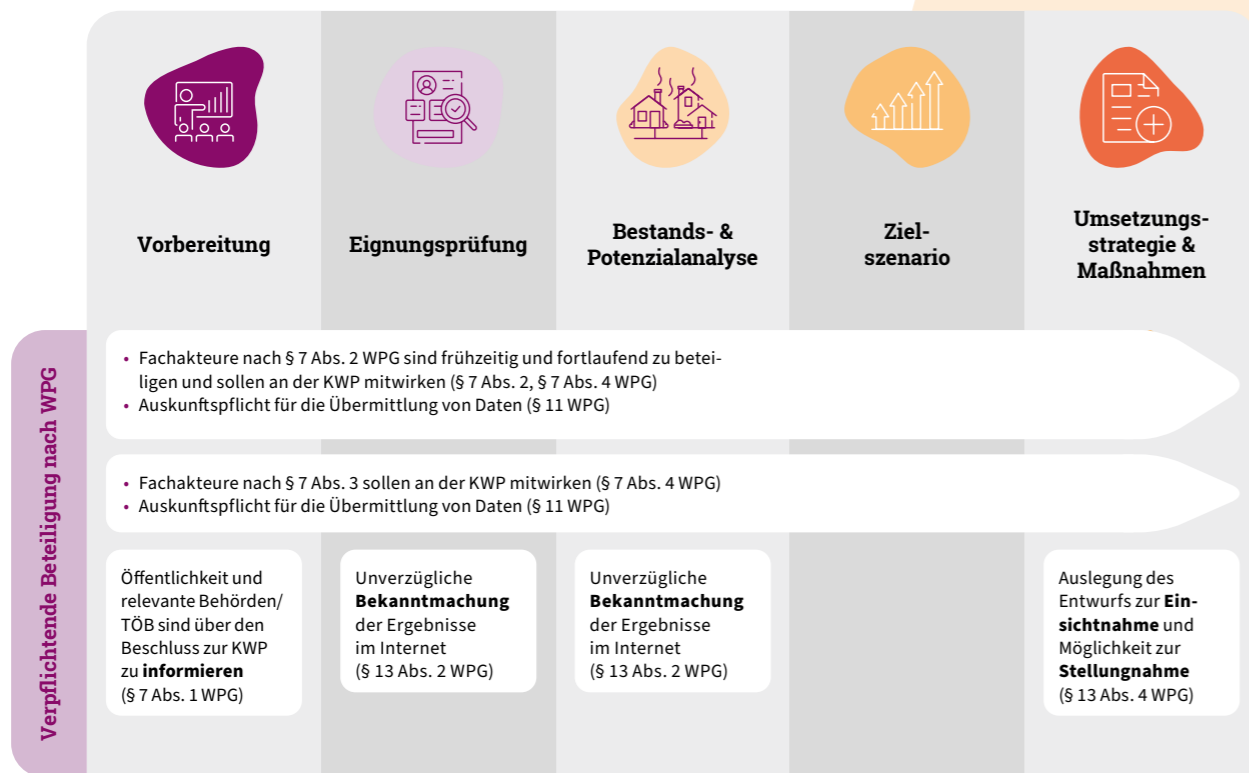 Vorbereitung
Eignungsprüfung
Bestands- &
Potenzialanalyse
Ziel-
szenario
Umsetzungs-
strategie &
Maßnahmen
Verpflichtende Beteiligung nach WPG
• Fachakteure nach § 7 Abs. 2 WPG sind frühzeitig und fortlaufend zu betei-
ligen und sollen an der KWP mitwirken (§ 7 Abs. 2, § 7 Abs. 4 WPG)
• Auskunftspflicht für die Übermittlung von Daten (§ 11 WPG)
• Fachakteure nach § 7 Abs. 3 sollen an der KWP mitwirken (§ 7 Abs. 4 WPG)
• Auskunftspflicht für die Übermittlung von Daten (§ 11 WPG)
Öffentlichkeit und
relevante Behörden/
TÖB sind über den
Beschluss zur KWP
zu informieren
(§ 7 Abs. 1 WPG)
Unverzügliche
Bekanntmachung
der Ergebnisse
im Internet
(§ 13 Abs. 2 WPG)
Unverzügliche
Bekanntmachung
der Ergebnisse
im Internet
(§ 13 Abs. 2 WPG)
Auslegung des
Entwurfs zur Ein-
sichtnahme und
Möglichkeit zur
Stellungnahme
(§ 13 Abs. 4 WPG)